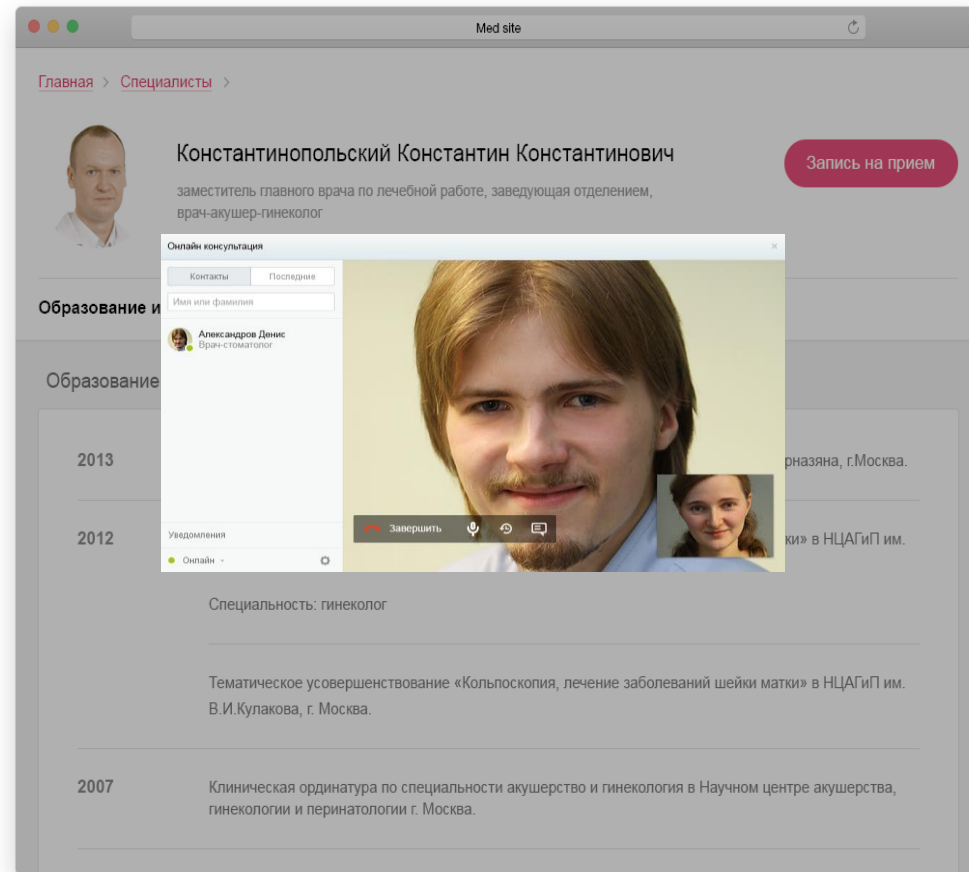 Med site
Главная > Специалисты >
Константинопольский Константин Константинович
Запись на прием
заместитель главного врача по лечебной работе, заведующая отделением,
врач-акушер-гинеколог
Онлайн консультация ×
Контакты Последние
Имя или фамилия
Александров Денис
Врач-стоматолог
Завершить
Уведомления
Онлайн
Образование и
Образование
2013
г.Москва.
2012
в НЦАГиП им.
Специальность: гинеколог
Тематическое усовершенствование «Кольпоскопия, лечение заболеваний шейки матки» в НЦАГиП им.
В.И.Кулакова, г. Москва.
2007 Клиническая ординатура по специальности акушерство и гинекология в Научном центре акушерства,
гинекологии и перинатологии г. Москва.